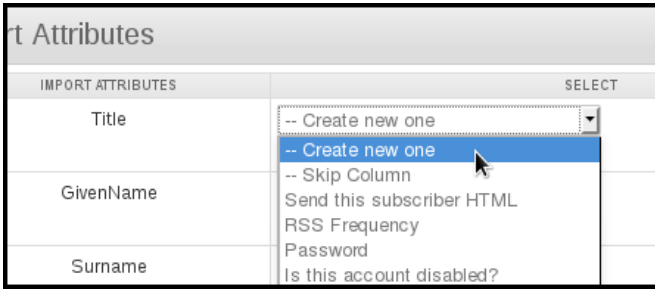 rt Attributes
IMPORT ATTRIBUTES SELECT
Title -- Create new one
-- Create new one
-- Skip Column
GivenName Send this subscriber HTML
RSS Frequency
Password
Surname Is this account disabled?